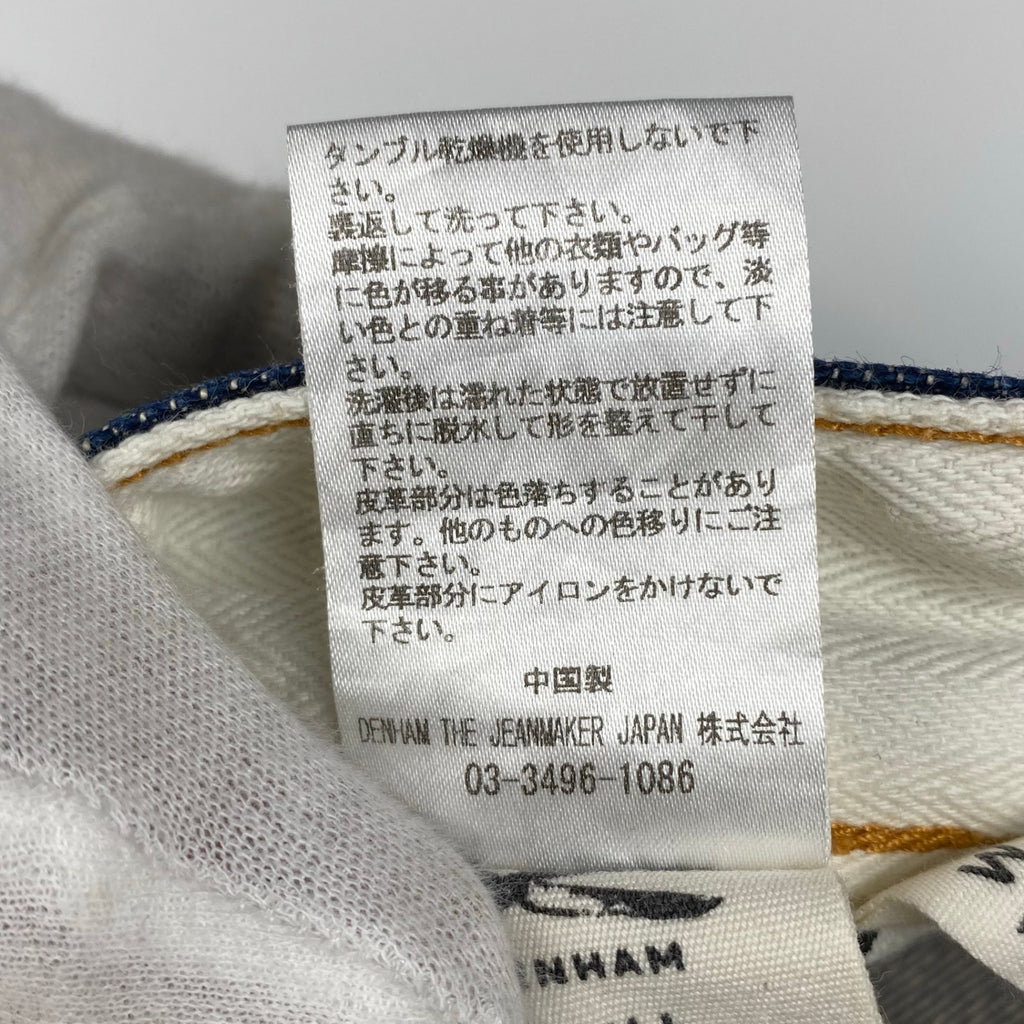 タンブル乾燥機を使用しないで下
さい。
裏返して洗って下さい。
摩擦によって他の衣類やバッグ等
に色が移る事がありますので、淡
い色との重ね着等には注意して下
さい。
洗濯後は濡れた状態で放置せずに
直ちに脱水して形を整えて干して
下さい。
皮革部分は色落ちすることがあり
ます。他のものへの色移りにご注
意下さい。
皮革部分にアイロンをかけないで
下さい。
中国製
DENHAM THE JEANMAKER JAPAN 株式会社
03-3496-1086
NHAM